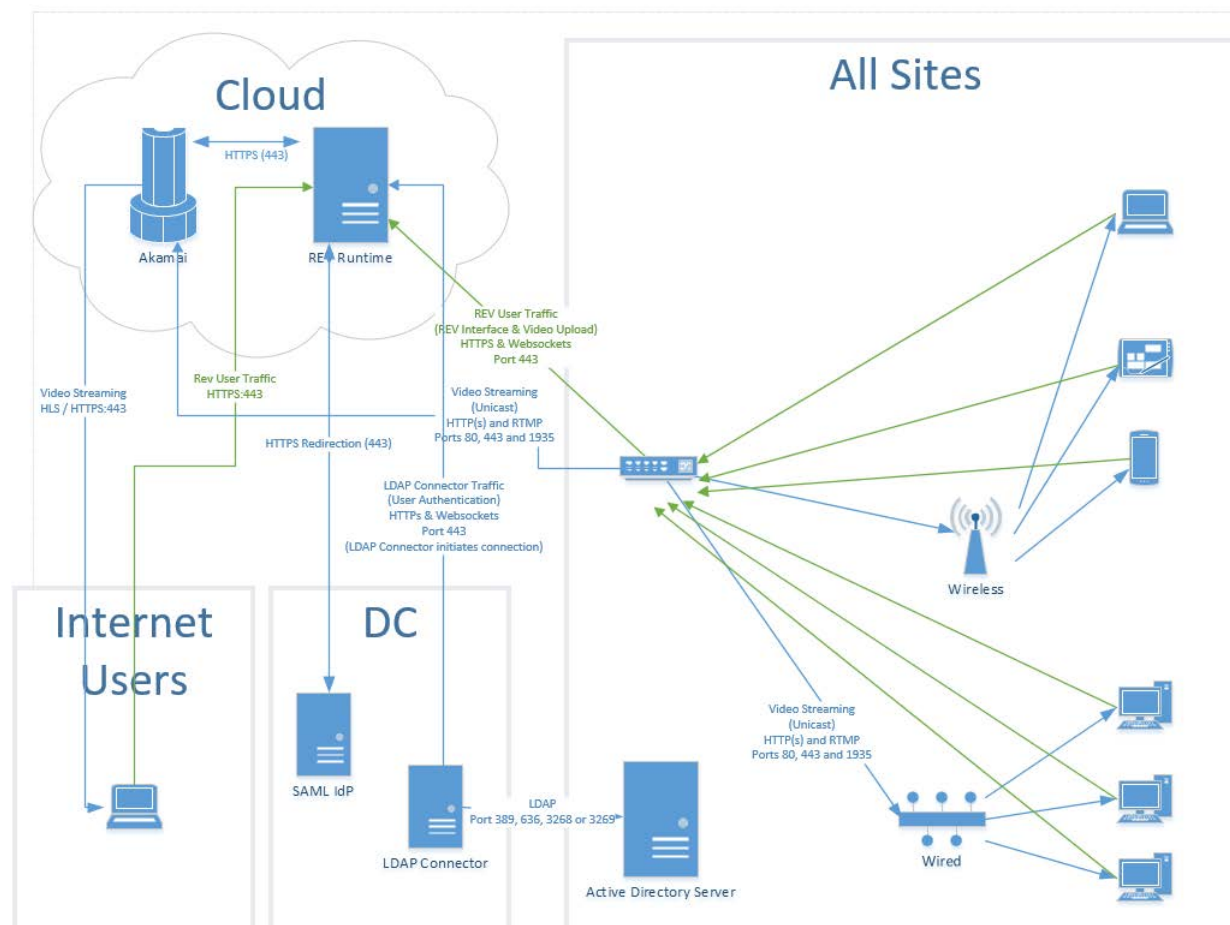 Cloud
All Sites
HTTPS (443)
Akamai
REV Runtime
REV User Traffic
(REV Interface & Video Upload)
HTTPS & Websockets
Port 443
Video Streaming
HLS / HTTPS:443
Rev User Traffic
HTTPS:443
Video Streaming
(Unicast)
HTTP(s) and RTMP
Ports 80, 443 and 1935
HTTPS Redirection (443)
LDAP Connector Traffic
(User Authentication)
HTTPs & Websockets
Port 443
(LDAP Connector initiates connection)
Wireless
Internet
Users
DC
SAML IdP
LDAP Connector
LDAP
Port 389, 636, 3268 or 3269
Active Directory Server
Video Streaming
(Unicast)
HTTP(s) and RTMP
Ports 80, 443 and 1935
Wired